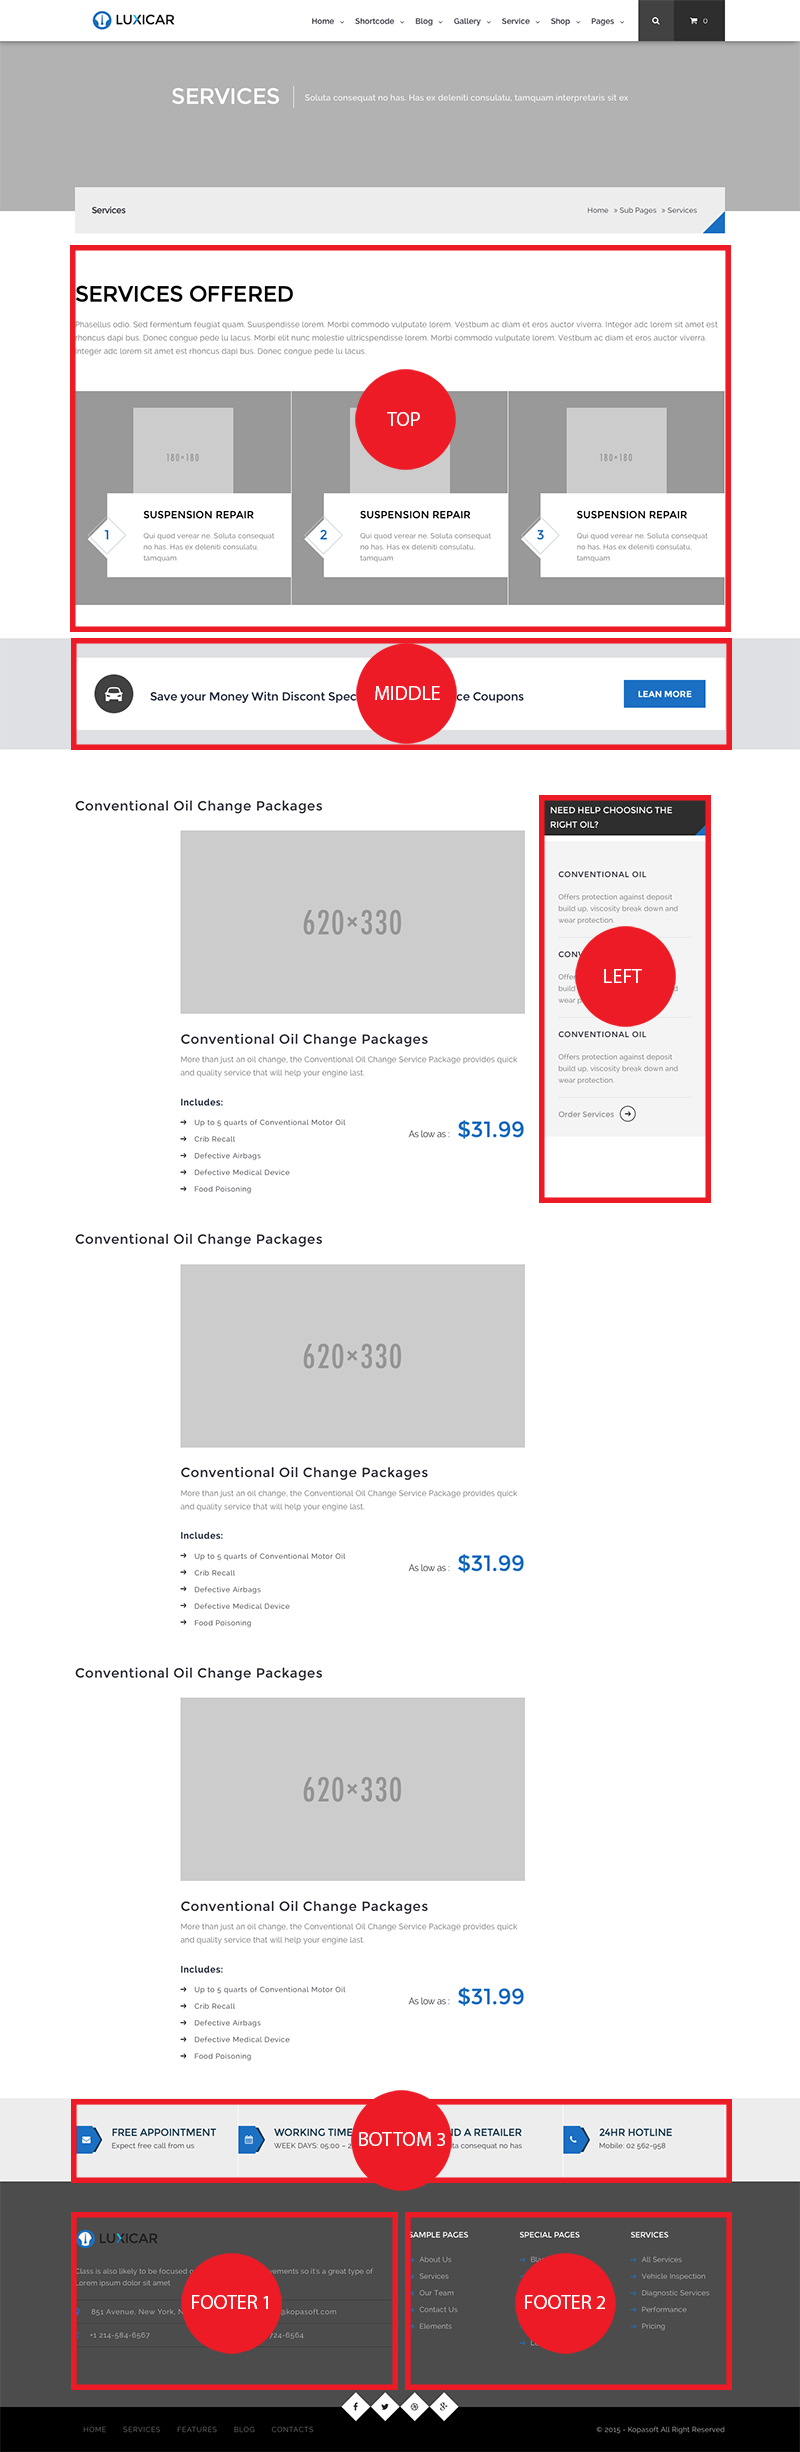 LUXICAR
Home Shortcode Blog Gallery Service Shop Pages 0
SERVICES Soluta consequat no has. Has ex deleniti consulatu, tamquam interpretaris sit ex
Services Home » Sub Pages » Services
SERVICES OFFERED
Phasellus odio. Sed fermentum feugiat quam. Suuspendisse lorem. Morbi commodo vulputate lorem. Vestbum ac diam et eros auctor viverra. Integer adc lorem sit amet est
rhoncus dapi bus. Donec congue pede lu lacus. Morbi elit nunc molestie ultricespendisse lorem. Morbi commodo vulputate lorem. Vestbum ac diam et eros auctor viverra.
Integer adc lorem sit amet est rhoncus dapi bus. Donec congue pede lu lacus.
TOP
180×180 180×180
1 SUSPENSION REPAIR 2 SUSPENSION REPAIR 3 SUSPENSION REPAIR
Qui quod verear ne. Soluta consequat Qui quod verear ne. Soluta consequat Qui quod verear ne. Soluta consequat
no has. Has ex deleniti consulatu, no has. Has ex deleniti consulatu, no has. Has ex deleniti consulatu,
tamquam tamquam tamquam
MIDDLE
Save your Money Witn Discont Spec ce Coupons LEAN MORE
Conventional Oil Change Packages
620×330
Conventional Oil Change Packages
More than just an oil change, the Conventional Oil Change Service Package provides quick
and quality service that will help your engine last.
Includes:
Up to 5 quarts of Conventional Motor Oil
Crib Recall
Defective Airbags
Defective Medical Device
Food Poisoning
As low as : $31.99
NEED HELP CHOOSING THE
RIGHT OIL?
CONVENTIONAL OIL
Offers protection against deposit
build up, viscosity break down and
wear protection.
CON
Offe
build d
wear p
LEFT
CONVENTIONAL OIL
Offers protection against deposit
build up, viscosity break down and
wear protection.
Order Services
Conventional Oil Change Packages
620×330
Conventional Oil Change Packages
More than just an oil change, the Conventional Oil Change Service Package provides quick
and quality service that will help your engine last.
Includes:
Up to 5 quarts of Conventional Motor Oil
Crib Recall
Defective Airbags
Defective Medical Device
Food Poisoning
As low as : $31.99
Conventional Oil Change Packages
620×330
Conventional Oil Change Packages
More than just an oil change, the Conventional Oil Change Service Package provides quick
and quality service that will help your engine last.
Includes:
Up to 5 quarts of Conventional Motor Oil
Crib Recall
Defective Airbags
Defective Medical Device
Food Poisoning
As low as : $31.99
FREE APPOINTMENT WORKING TIME ND A RETAILER 24HR HOTLINE
Expect free call from us WEEK DAYS: 05:00 – 2 ta consequat no has Mobile: 02 562-958
BOTTOM 3
LUXICAR
Class is also likely to be focused o vements so it's a great type of
Lorem ipsum dolor sit amet
851 Avenue, New York, N @kopasoft.com
+1 214-584-6567 724-6564
FOOTER 1
SAMPLE PAGES
About Us
Services
Our Team
Contact Us
Elements
SPECIAL PAGES
FOOTER 2
SERVICES
All Services
Vehicle Inspection
Diagnostic Services
Performance
Pricing
HOME SERVICES FEATURES BLOG CONTACTS © 2015 - Kopasoft All Right Reserved